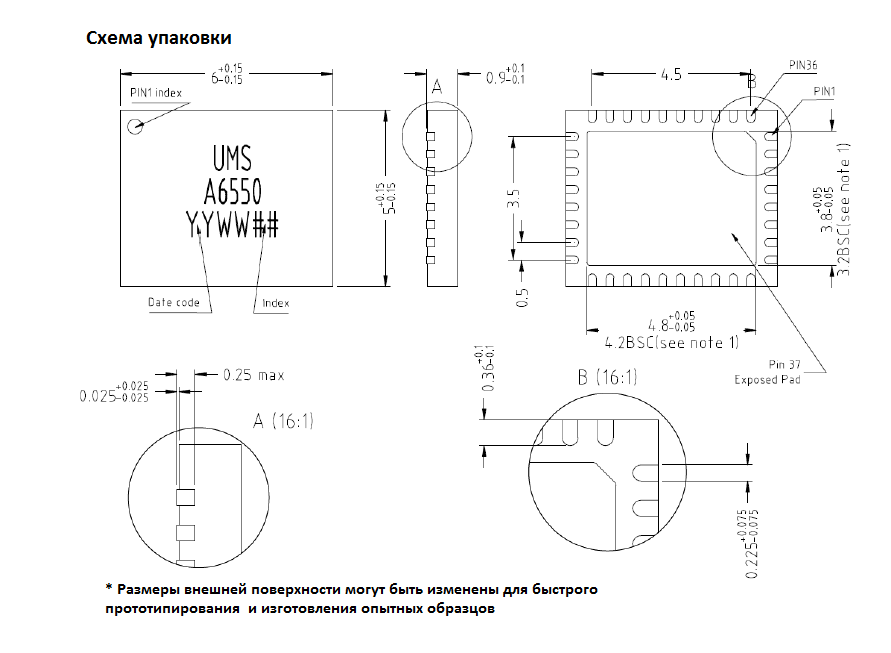 Схема упаковки
6+0.15-0.15
0.9+0.1-0.1
4.5
PIN36
PIN1 index
A
B
PIN1
UMS
A6550
YYWW##
5+0.15-0.15
3.5
3.8+0.05-0.05
3.2BSC(see note 1)
0.5
Date code
Index
4.8+0.05-0.05
4.2BSC(see note 1)
Pin 37
Exposed Pad
0.25 max
0.025+0.025-0.025
0.36+0.1-0.1
B (16:1)
A (16:1)
0.225+0.075-0.075
* Размеры внешней поверхности могут быть изменены для быстрого
прототипирования и изготовления опытных образцов